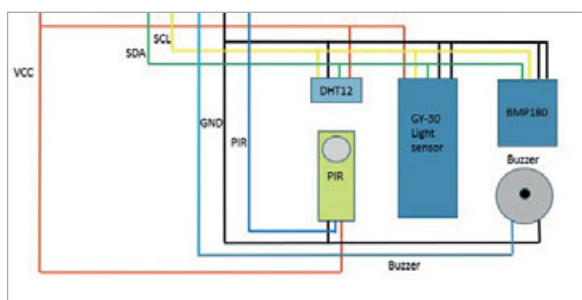 SCL
SDA
VCC
DHT12
GY-30
Light
sensor
BMP180
GND
PIR
PIR
Buzzer
Buzzer